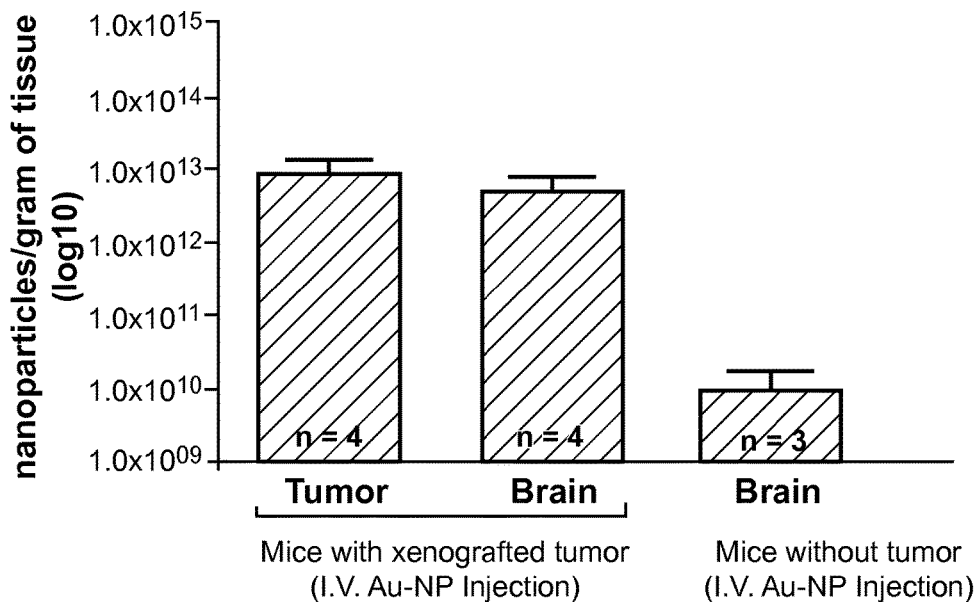 nanoparticles/gram of tissue
(log10)
1.0x10¹⁵
1.0x10¹⁴
1.0x10¹³
1.0x10¹²
1.0x10¹¹
1.0x10¹⁰
1.0x10⁰⁹
n = 4
n = 4
n = 3
Tumor
Brain
Brain
Mice with xenografted tumor
(I.V. Au-NP Injection)
Mice without tumor
(I.V. Au-NP Injection)